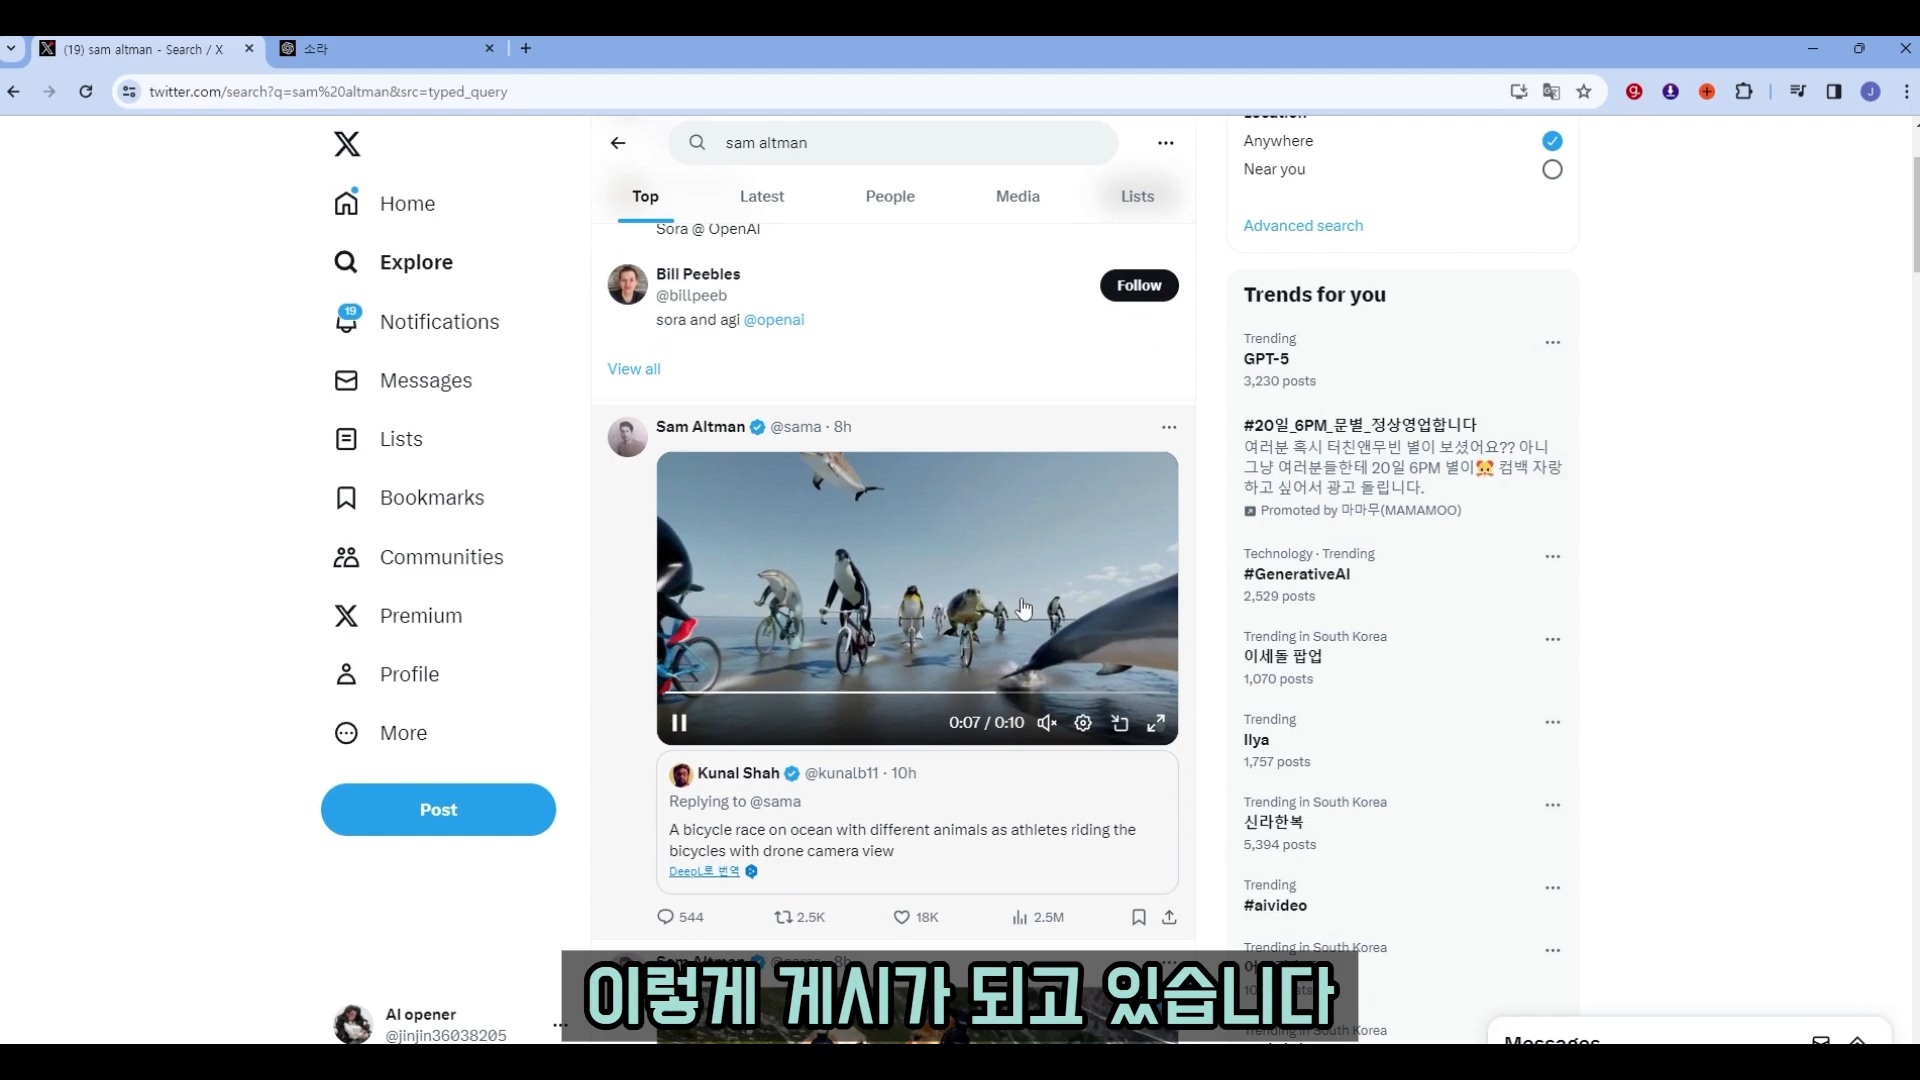 (19) sam altman - Search / X
소라
twitter.com/search?q=sam%20altman&src=typed_query
Home
Explore
19
Notifications
Messages
Lists
Bookmarks
Communities
Premium
Profile
More
Post
AI opener
@jinjin36038205
sam altman
Top
Latest
People
Media
Lists
Sora @ OpenAI
Bill Peebles
@billpeeb
Follow
sora and agi @openai
View all
Sam Altman @sama · 8h
0:07 / 0:10
Kunal Shah @kunalb11 · 10h
Replying to @sama
A bicycle race on ocean with different animals as athletes riding the
bicycles with drone camera view
DeepL로 번역
544
2.5K
18K
2.5M
Sam Altman @sama · 8h
이렇게 게시가 되고 있습니다
Location
Anywhere
Near you
Advanced search
Trends for you
Trending
GPT-5
3,230 posts
#20일_6PM_문별_정상영업합니다
여러분 혹시 터친앤무빈 별이 보셨어요?? 아니
그냥 여러분들한테 20일 6PM 별이🐹 컴백 자랑
하고 싶어서 광고 돌립니다.
Promoted by 마마무(MAMAMOO)
Technology · Trending
#GenerativeAI
2,529 posts
Trending in South Korea
이세돌 팝업
1,070 posts
Trending
Ilya
1,757 posts
Trending in South Korea
신라한복
5,394 posts
Trending
#aivideo
Trending in South Korea
Trending in South Korea
Messages